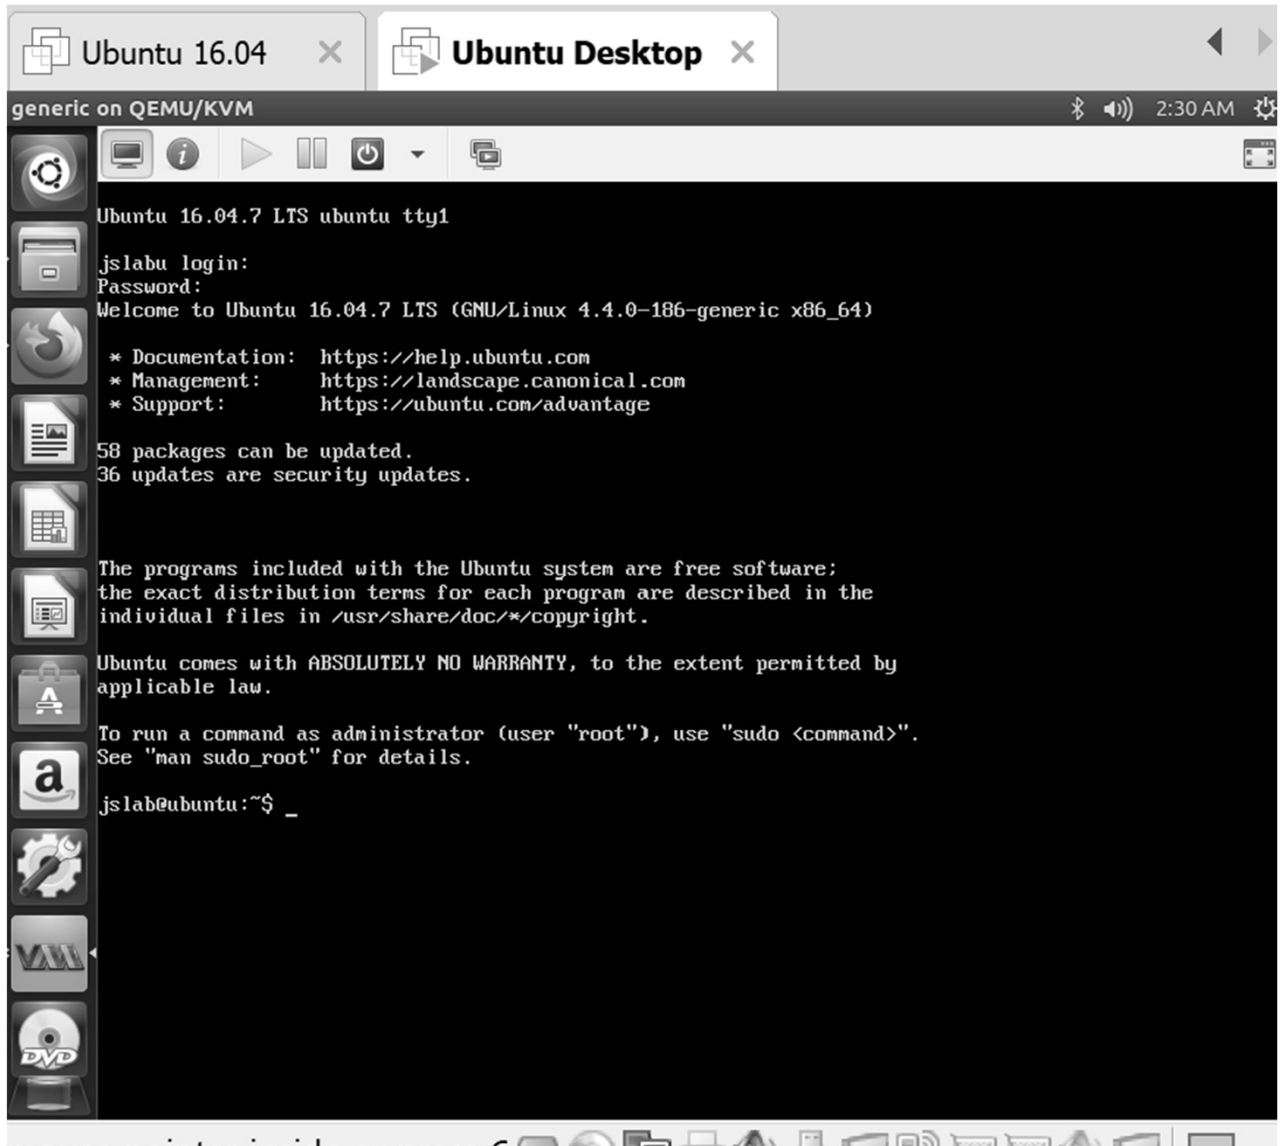 Ubuntu 16.04
Ubuntu Desktop
generic on QEMU/KVM
2:30 AM
Ubuntu 16.04.7 LTS ubuntu tty1
jslabu login:
Password:
Welcome to Ubuntu 16.04.7 LTS (GNU/Linux 4.4.0-186-generic x86_64)
* Documentation: https://help.ubuntu.com
* Management: https://landscape.canonical.com
* Support: https://ubuntu.com/advantage
58 packages can be updated.
36 updates are security updates.
The programs included with the Ubuntu system are free software;
the exact distribution terms for each program are described in the
individual files in /usr/share/doc/*/copyright.
Ubuntu comes with ABSOLUTELY NO WARRANTY, to the extent permitted by
applicable law.
To run a command as administrator (user "root"), use "sudo <command>".
See "man sudo_root" for details.
jslab@ubuntu:~$ _
a
VM
DVD